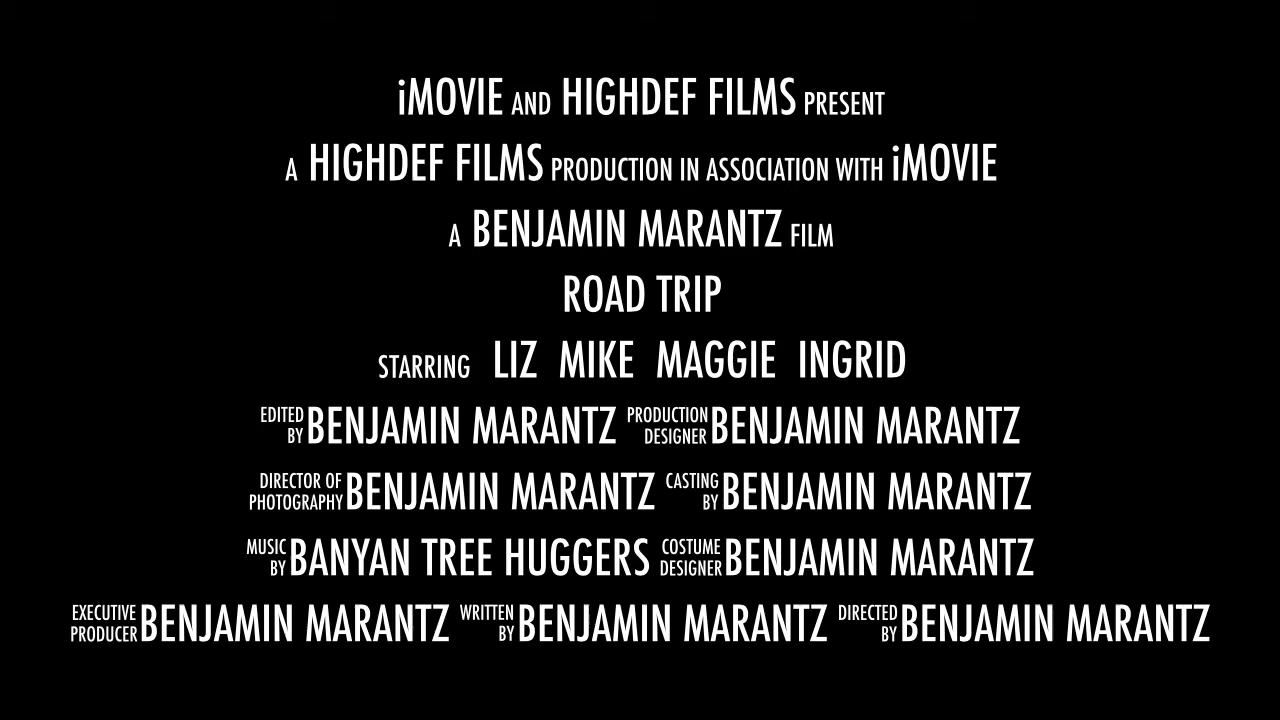 iMOVIE AND HIGHDEF FILMS PRESENT
A HIGHDEF FILMS PRODUCTION IN ASSOCIATION WITH iMOVIE
A BENJAMIN MARANTZ FILM
ROAD TRIP
STARRING LIZ MIKE MAGGIE INGRID
EDITED BY BENJAMIN MARANTZ PRODUCTION DESIGNER BENJAMIN MARANTZ
DIRECTOR OF PHOTOGRAPHY BENJAMIN MARANTZ CASTING BY BENJAMIN MARANTZ
MUSIC BY BANYAN TREE HUGGERS COSTUME DESIGNER BENJAMIN MARANTZ
EXECUTIVE PRODUCER BENJAMIN MARANTZ WRITTEN BY BENJAMIN MARANTZ DIRECTED BY BENJAMIN MARANTZ